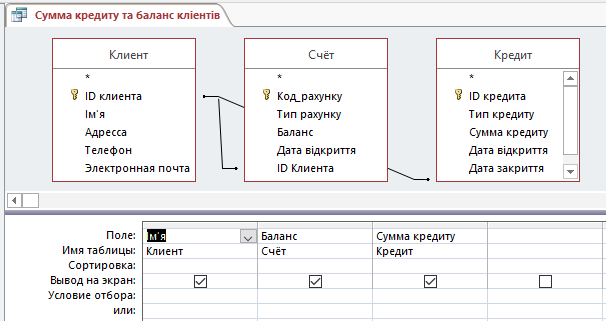 Сумма кредиту та баланс клієнтів
Клиент
*
ID клиента
Ім'я
Адресса
Телефон
Электронная почта
Счёт
*
Код_рахунку
Тип рахунку
Баланс
Дата відкриття
ID Клиента
Кредит
*
ID кредита
Тип кредиту
Сумма кредиту
Дата відкриття
Дата закриття
Поле: Ім'я Баланс Сумма кредиту
Имя таблицы: Клиент Счёт Кредит
Сортировка:
Вывод на экран:
Условие отбора:
или: